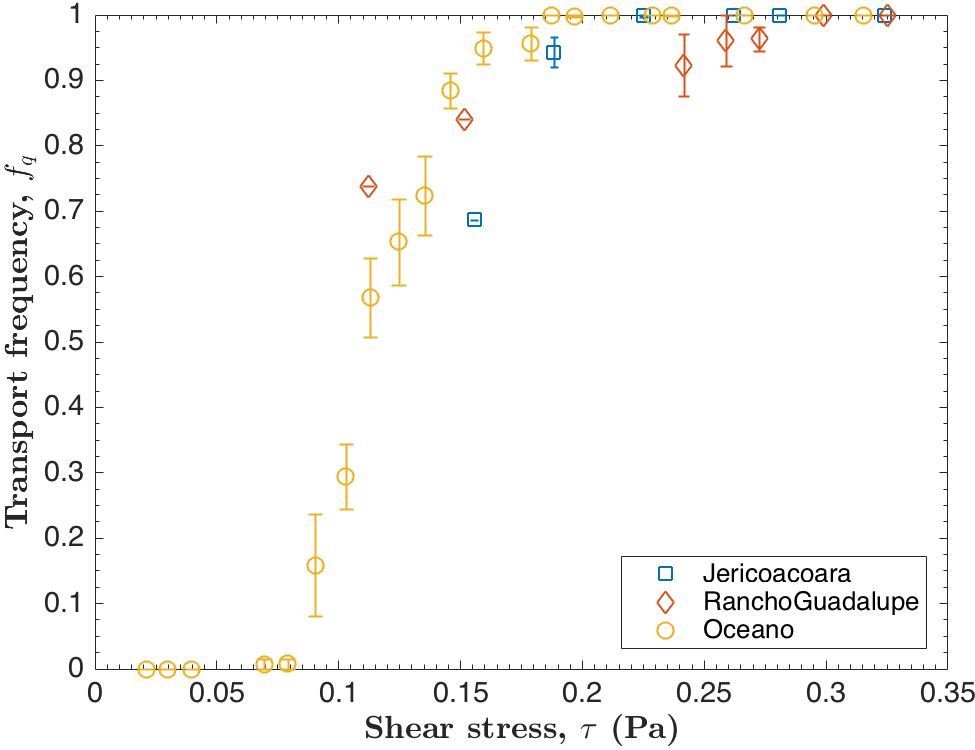 1
0.9
0.8
0.7
0.6
0.5
0.4
0.3
0.2
0.1
0
Transport frequency, f_q
0 0.05 0.1 0.15 0.2 0.25 0.3 0.35
Shear stress, τ (Pa)
Jericoacoara
RanchoGuadalupe
Oceano